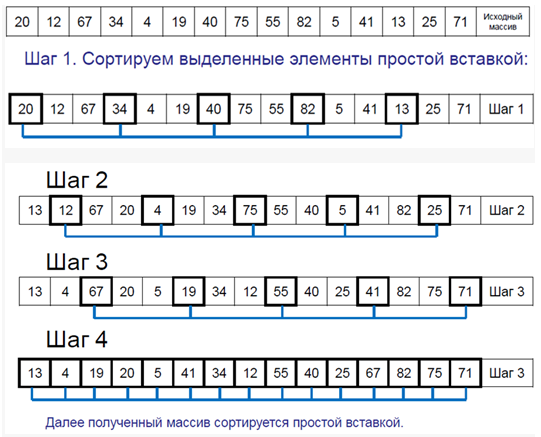 20 12 67 34 4 19 40 75 55 82 5 41 13 25 71 Исходный массив
Шаг 1. Сортируем выделенные элементы простой вставкой:
20 12 67 34 4 19 40 75 55 82 5 41 13 25 71 Шаг 1
Шаг 2
13 12 67 20 4 19 34 75 55 40 5 41 82 25 71 Шаг 2
Шаг 3
13 4 67 20 5 19 34 12 55 40 25 41 82 75 71 Шаг 3
Шаг 4
13 4 19 20 5 41 34 12 55 40 25 67 82 75 71 Шаг 3
Далее полученный массив сортируется простой вставкой.